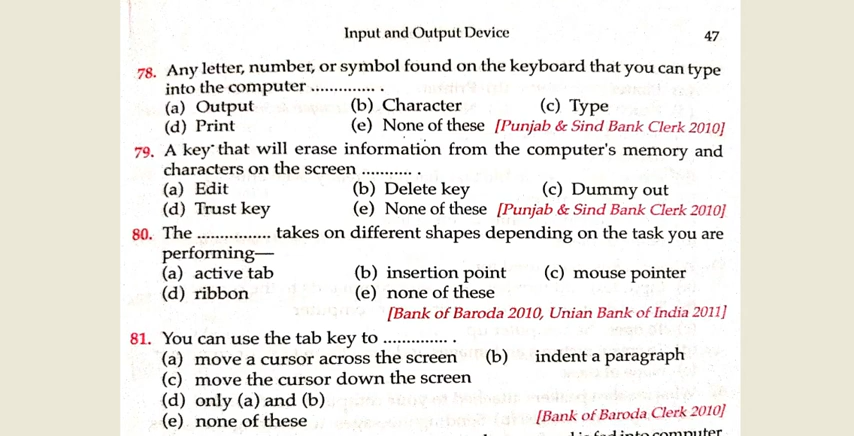 Input and Output Device 47
78. Any letter, number, or symbol found on the keyboard that you can type
into the computer .............. .
(a) Output (b) Character (c) Type
(d) Print (e) None of these [Punjab & Sind Bank Clerk 2010]
79. A key that will erase information from the computer's memory and
characters on the screen ........... .
(a) Edit (b) Delete key (c) Dummy out
(d) Trust key (e) None of these [Punjab & Sind Bank Clerk 2010]
80. The ................ takes on different shapes depending on the task you are
performing—
(a) active tab (b) insertion point (c) mouse pointer
(d) ribbon (e) none of these
[Bank of Baroda 2010, Unian Bank of India 2011]
81. You can use the tab key to .............. .
(a) move a cursor across the screen (b) indent a paragraph
(c) move the cursor down the screen
(d) only (a) and (b)
(e) none of these [Bank of Baroda Clerk 2010]
is fed into computer